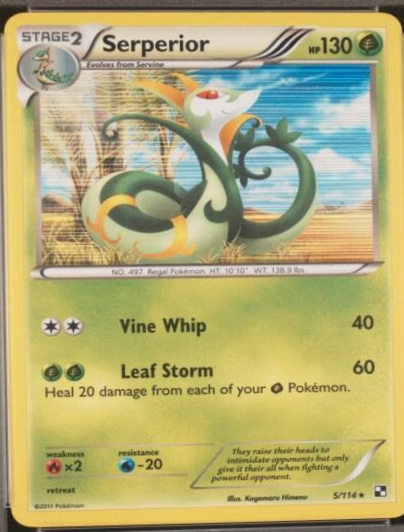 STAGE2 Serperior HP130
Evolves from Servine
NO. 497 Regal Pokémon. HT: 10'10" WT: 138.9 lbs.
Vine Whip 40
Leaf Storm 60
Heal 20 damage from each of your Pokémon.
weakness resistance
×2 -20
retreat
They raise their heads to
intimidate opponents but only
give it their all when fighting a
powerful opponent.
Illus. Kagemaru Himeno 5/114
©2011 Pokémon